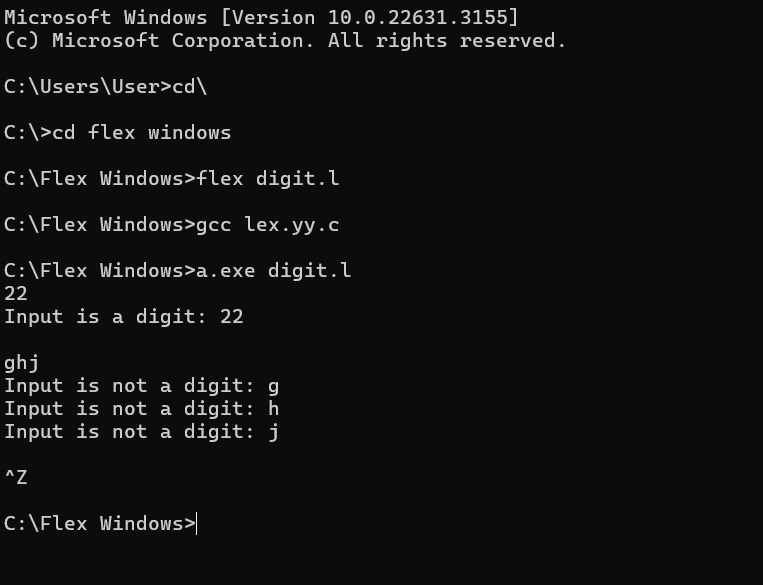 Microsoft Windows [Version 10.0.22631.3155]
(c) Microsoft Corporation. All rights reserved.
C:\Users\User>cd\
C:\>cd flex windows
C:\Flex Windows>flex digit.l
C:\Flex Windows>gcc lex.yy.c
C:\Flex Windows>a.exe digit.l
22
Input is a digit: 22
ghj
Input is not a digit: g
Input is not a digit: h
Input is not a digit: j
^Z
C:\Flex Windows>